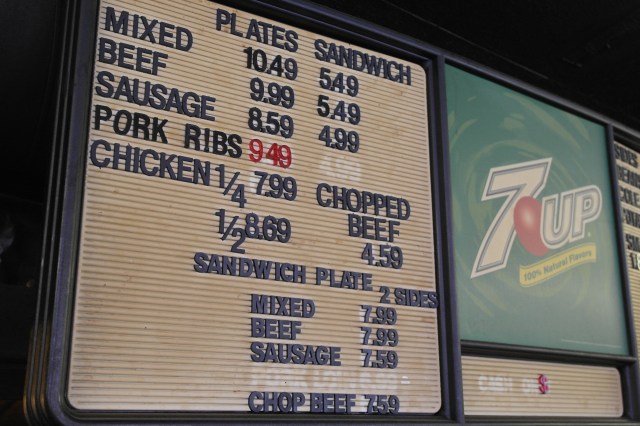 PLATES SANDWICH
MIXED 10.49 5.49
BEEF 9.99 5.49
SAUSAGE 8.59 4.99
PORK RIBS 9.49
CHICKEN 1/4 7.99
1/2 8.69
CHOPPED
BEEF
4.59
SANDWICH PLATE 2 SIDES
MIXED 7.99
BEEF 7.99
SAUSAGE 7.59
CHOP BEEF 7.59
7UP
100% Natural Flavors